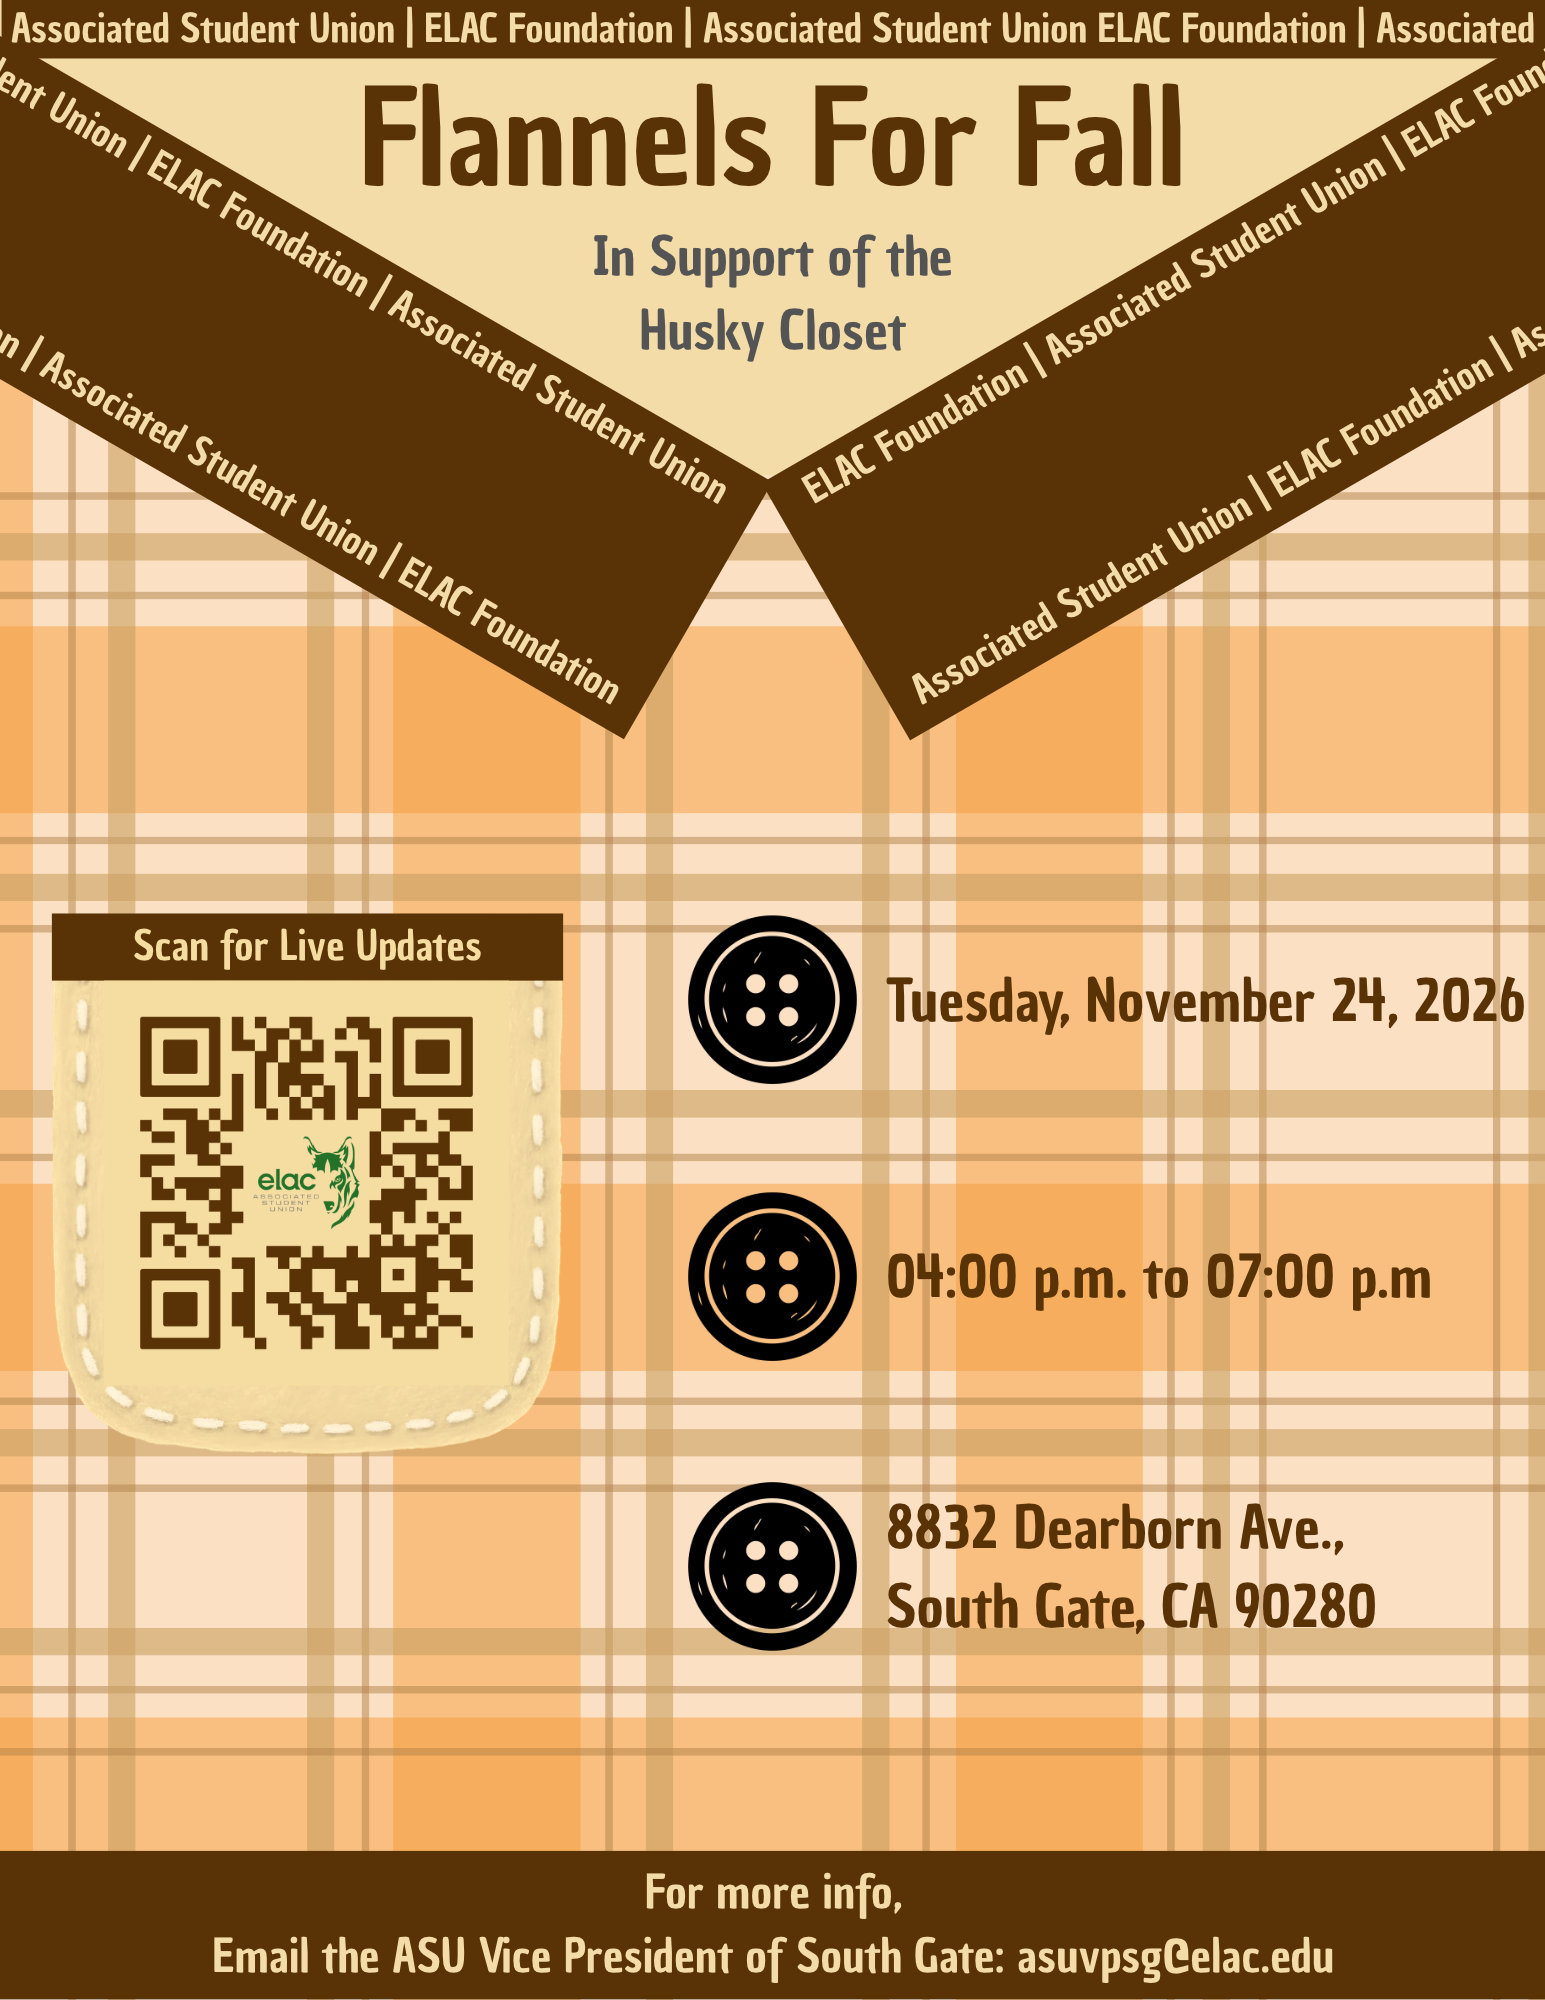 | Associated Student Union | ELAC Foundation | Associated Student Union ELAC Foundation | Associated
Flannels For Fall
In Support of the
Husky Closet
Union | ELAC Foundation | Associated Student Union
| Associated Student Union | ELAC Foundation
ELAC Foundation | Associated Student Union | ELAC
Associated Student Union | ELAC Foundation |
Scan for Live Updates
elac
ASSOCIATED
STUDENT
UNION
Tuesday, November 24, 2026
04:00 p.m. to 07:00 p.m
8832 Dearborn Ave.,
South Gate, CA 90280
For more info,
Email the ASU Vice President of South Gate: asuvpsg@elac.edu